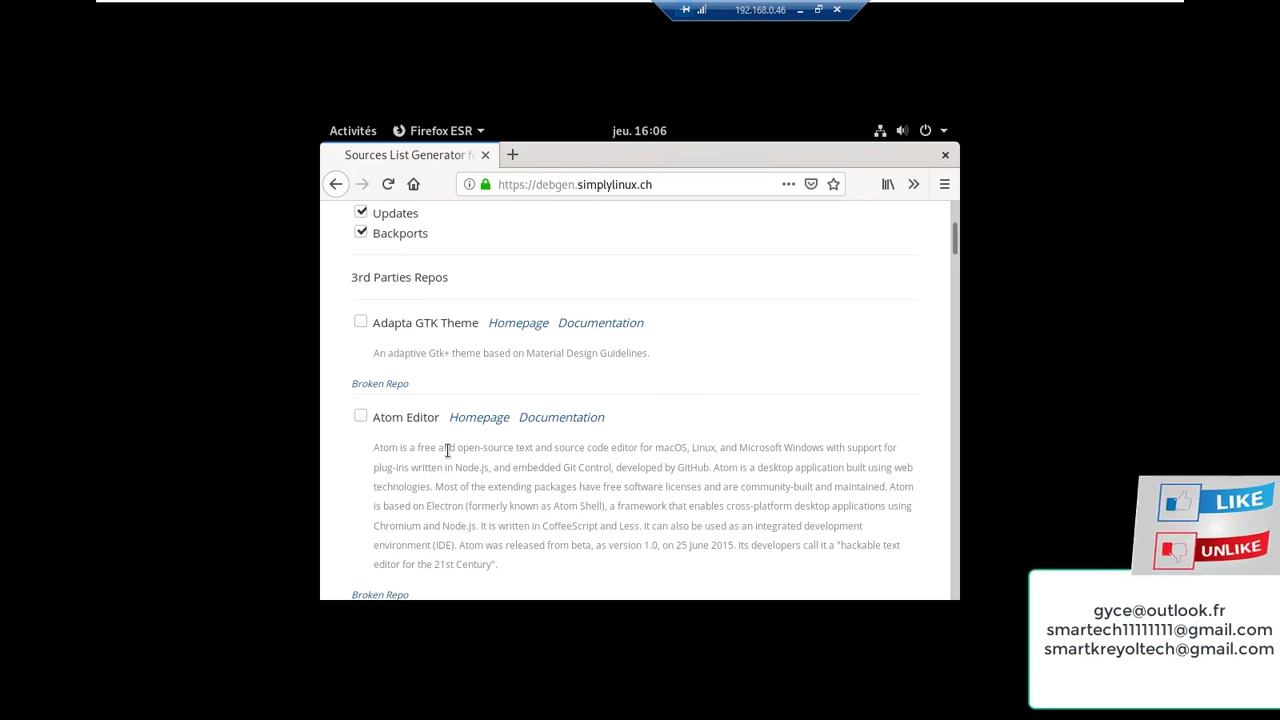 192.168.0.46
Activités Firefox ESR jeu. 16:06
Sources List Generator f
https://debgen.simplylinux.ch
Updates
Backports
3rd Parties Repos
Adapta GTK Theme Homepage Documentation
An adaptive Gtk+ theme based on Material Design Guidelines.
Broken Repo
Atom Editor Homepage Documentation
Atom is a free and open-source text and source code editor for macOS, Linux, and Microsoft Windows with support for
plug-ins written in Node.js, and embedded Git Control, developed by GitHub. Atom is a desktop application built using web
technologies. Most of the extending packages have free software licenses and are community-built and maintained. Atom
is based on Electron (formerly known as Atom Shell), a framework that enables cross-platform desktop applications using
Chromium and Node.js. It is written in CoffeeScript and Less. It can also be used as an integrated development
environment (IDE). Atom was released from beta, as version 1.0, on 25 June 2015. Its developers call it a "hackable text
editor for the 21st Century".
Broken Repo
LIKE
UNLIKE
gyce@outlook.fr
smartech11111111@gmail.com
smartkreyoltech@gmail.com